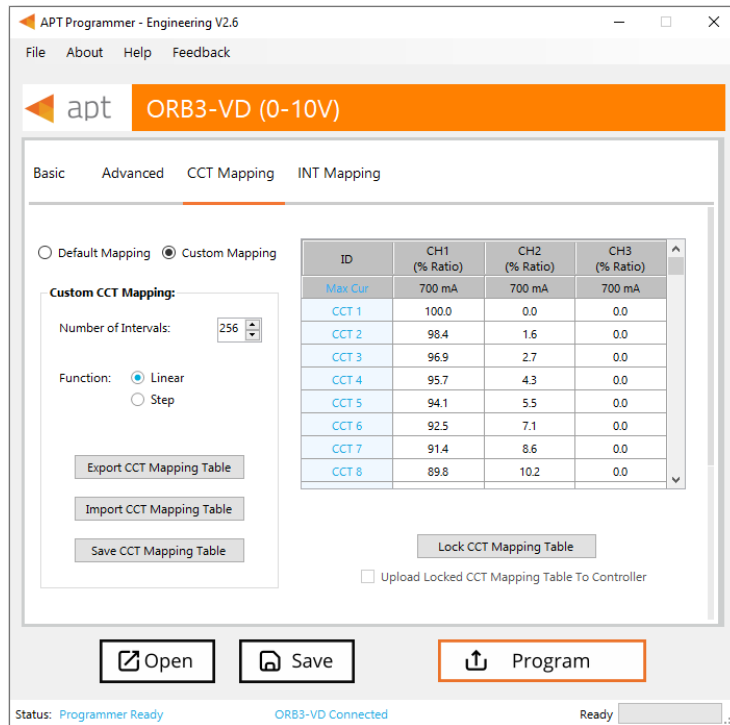 APT Programmer - Engineering V2.6
File About Help Feedback
apt ORB3-VD (0-10V)
Basic Advanced CCT Mapping INT Mapping
Default Mapping Custom Mapping
Custom CCT Mapping:
Number of Intervals: 256
Function: Linear
Step
Export CCT Mapping Table
Import CCT Mapping Table
Save CCT Mapping Table
ID CH1 (% Ratio) CH2 (% Ratio) CH3 (% Ratio)
Max Cur 700 mA 700 mA 700 mA
CCT 1 100.0 0.0 0.0
CCT 2 98.4 1.6 0.0
CCT 3 96.9 2.7 0.0
CCT 4 95.7 4.3 0.0
CCT 5 94.1 5.5 0.0
CCT 6 92.5 7.1 0.0
CCT 7 91.4 8.6 0.0
CCT 8 89.8 10.2 0.0
Lock CCT Mapping Table
Upload Locked CCT Mapping Table To Controller
Open Save Program
Status: Programmer Ready ORB3-VD Connected Ready